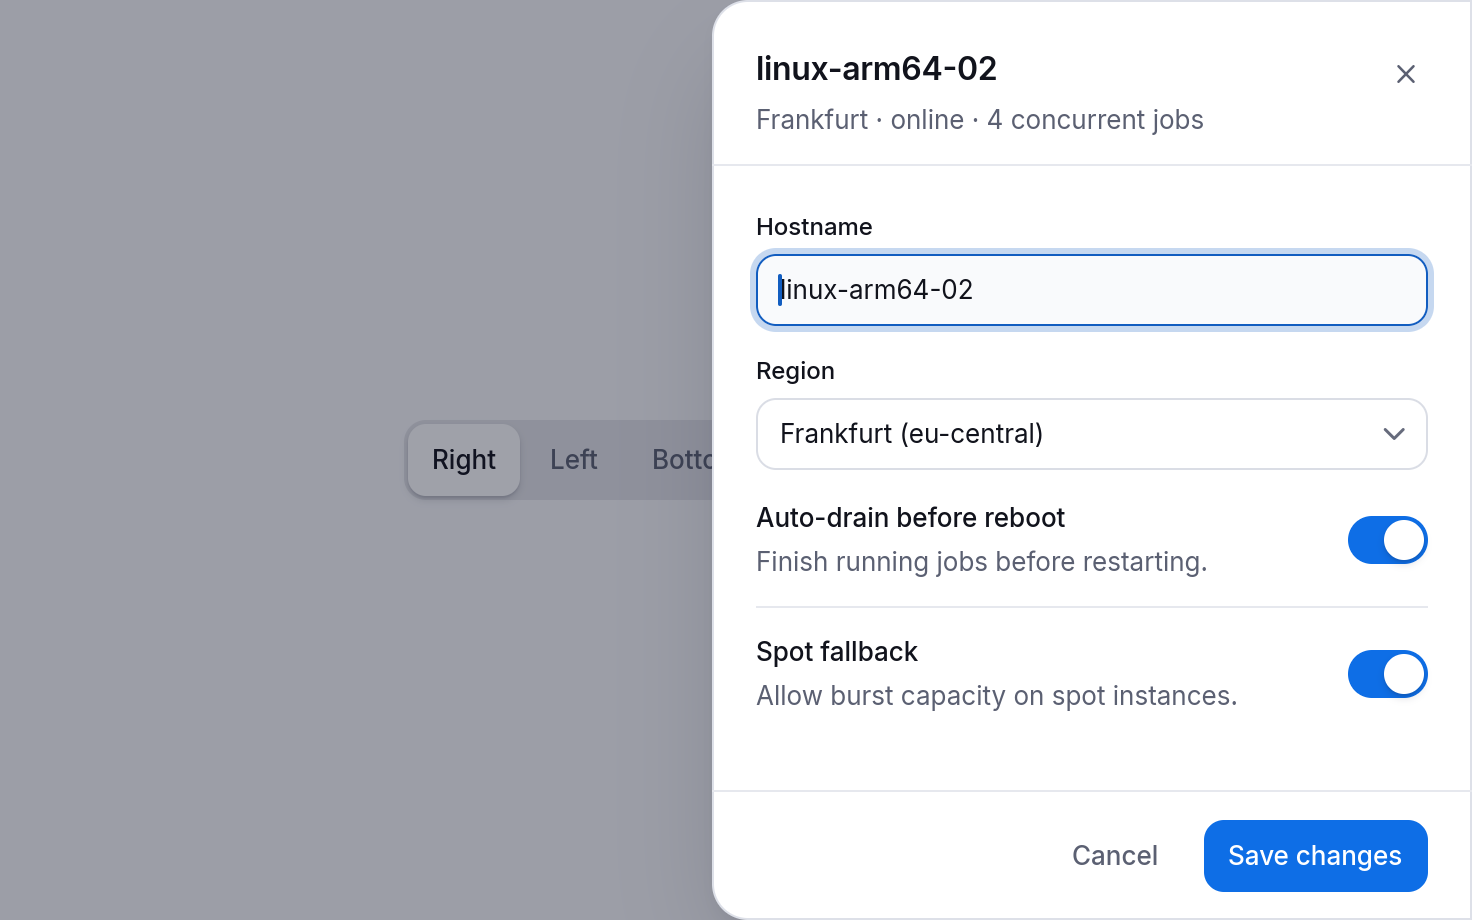 linux-arm64-02
Frankfurt · online · 4 concurrent jobs
Hostname
linux-arm64-02
Region
Frankfurt (eu-central)
Right Left
Auto-drain before reboot
Finish running jobs before restarting.
Spot fallback
Allow burst capacity on spot instances.
Cancel Save changes